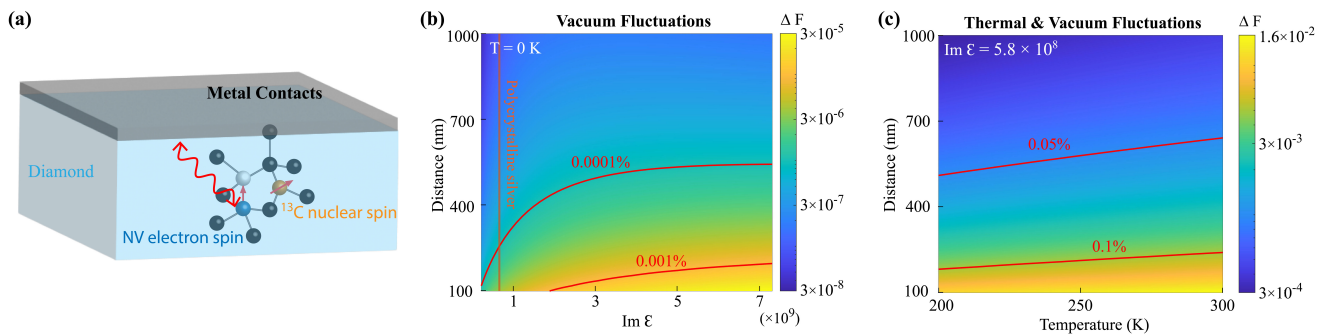 (a)
Metal Contacts
Diamond
¹³C nuclear spin
NV electron spin
(b)
Vacuum Fluctuations
Δ F
T = 0 K
Polycrystalline silver
0.0001%
0.001%
Distance (nm)
1000
700
400
100
1
3
5
7
Im ε
(×10⁹)
3×10⁻⁵
3×10⁻⁶
3×10⁻⁷
3×10⁻⁸
(c)
Thermal & Vacuum Fluctuations
Δ F
Im ε = 5.8 × 10⁸
0.05%
0.1%
Distance (nm)
1000
700
400
100
200
250
300
Temperature (K)
1.6×10⁻²
3×10⁻³
3×10⁻⁴